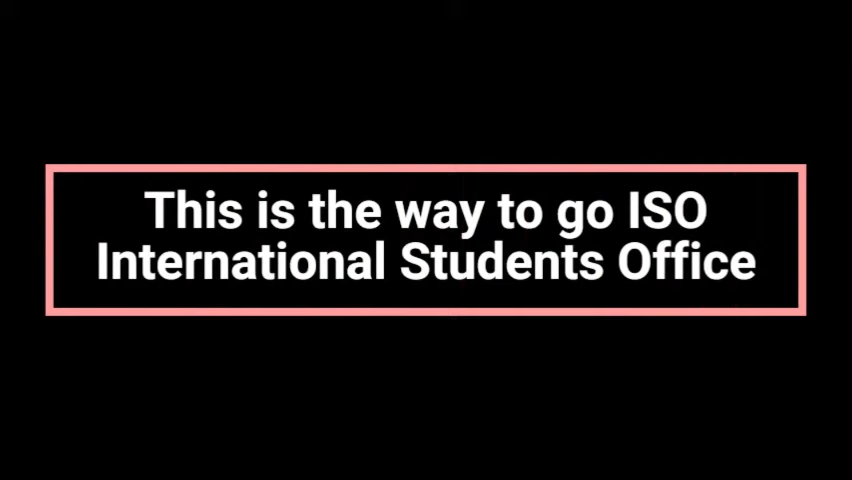 This is the way to go ISO
International Students Office